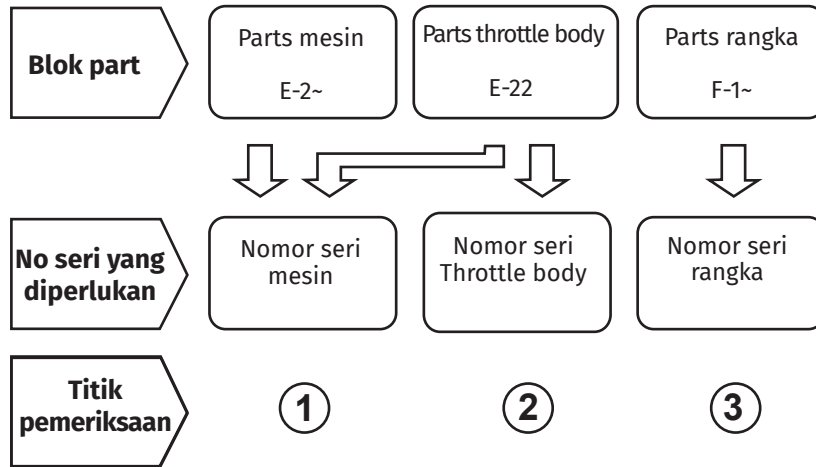 Blok part
Parts mesin
E-2~
Parts throttle body
E-22
Parts rangka
F-1~
No seri yang
diperlukan
Nomor seri
mesin
Nomor seri
Throttle body
Nomor seri
rangka
Titik
pemeriksaan
1
2
3